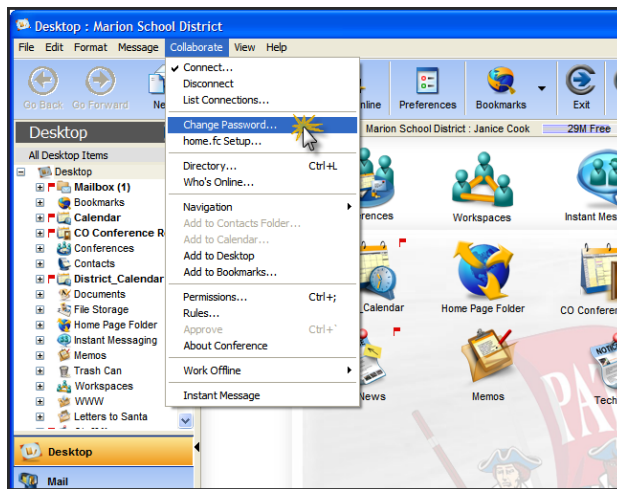 Desktop : Marion School District
File Edit Format Message Collaborate View Help
Go Back Go Forward
Preferences Bookmarks Exit
Connect...
Disconnect
List Connections...
Change Password...
home.fc Setup...
Directory... Ctrl+L
Who's Online...
Navigation
Add to Contacts Folder...
Add to Calendar...
Add to Desktop
Add to Bookmarks...
Permissions... Ctrl+;
Rules...
Approve Ctrl+`
About Conference
Work Offline
Instant Message
Desktop
Marion School District : Janice Cook 29M Free
All Desktop Items
Desktop
Mailbox (1)
Bookmarks
Calendar
CO Conference R
Conferences
Contacts
District_Calendar
Documents
File Storage
Home Page Folder
Instant Messaging
Memos
Trash Can
Workspaces
WWW
Letters to Santa
Workspaces
Instant Mes
_Calendar
Home Page Folder
CO Confere
News
Memos
Tech
Desktop
Mail